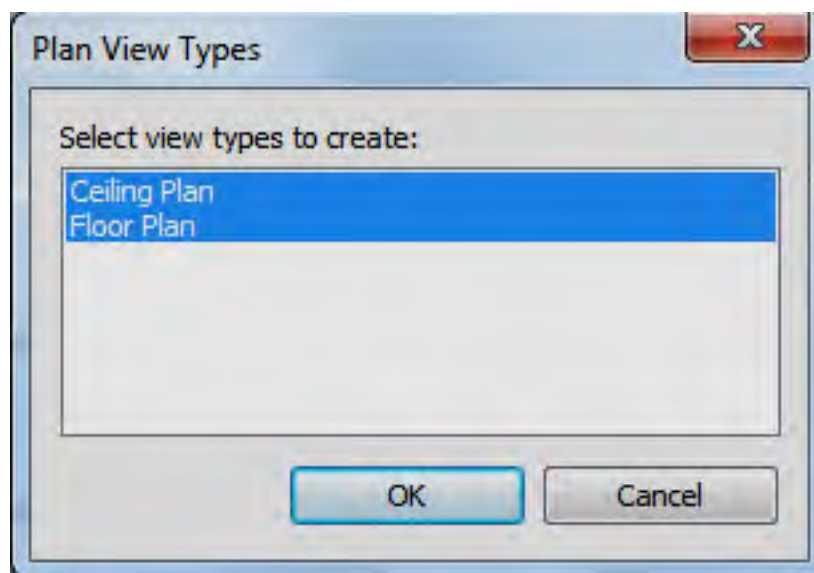 Plan View Types
Select view types to create:
Ceiling Plan
Floor Plan
OK
Cancel